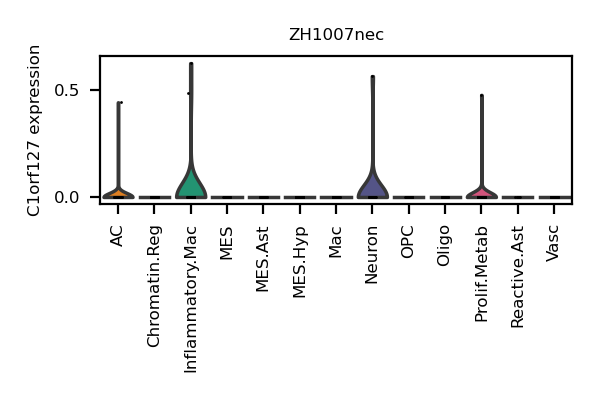 ZH1007nec
C1orf127 expression
0.5
0.0
AC
Chromatin.Reg
Inflammatory.Mac
MES
MES.Ast
MES.Hyp
Mac
Neuron
OPC
Oligo
Prolif.Metab
Reactive.Ast
Vasc